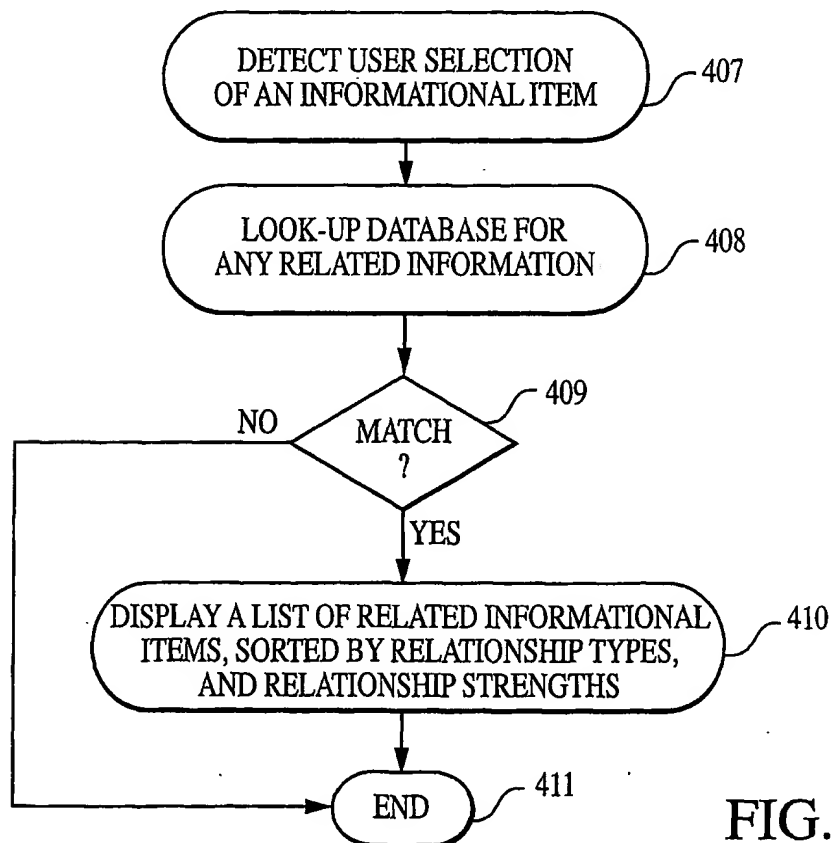 DETECT USER SELECTION
OF AN INFORMATIONAL ITEM
407
LOOK-UP DATABASE FOR
ANY RELATED INFORMATION
408
409
NO
MATCH
?
YES
DISPLAY A LIST OF RELATED INFORMATIONAL
ITEMS, SORTED BY RELATIONSHIP TYPES,
AND RELATIONSHIP STRENGTHS
410
END
411
FIG.